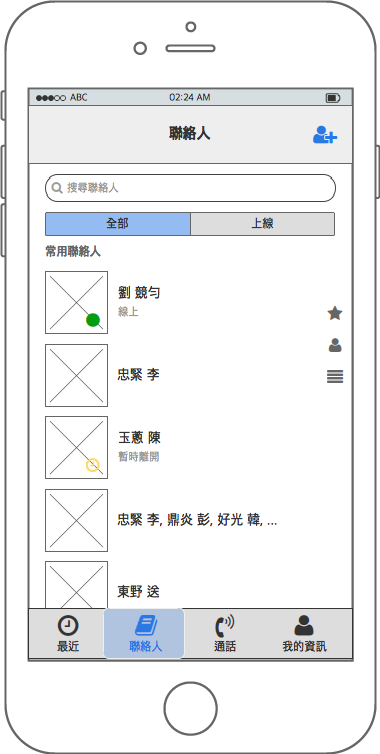 ABC 02:24 AM
聯絡人
搜尋聯絡人
全部 上線
常用聯絡人
劉 競勻
線上
忠緊 李
玉蔥 陳
暫時離開
忠緊 李, 鼎炎 彭, 好光 韓, ...
東野 送
最近 聯絡人 通話 我的資訊